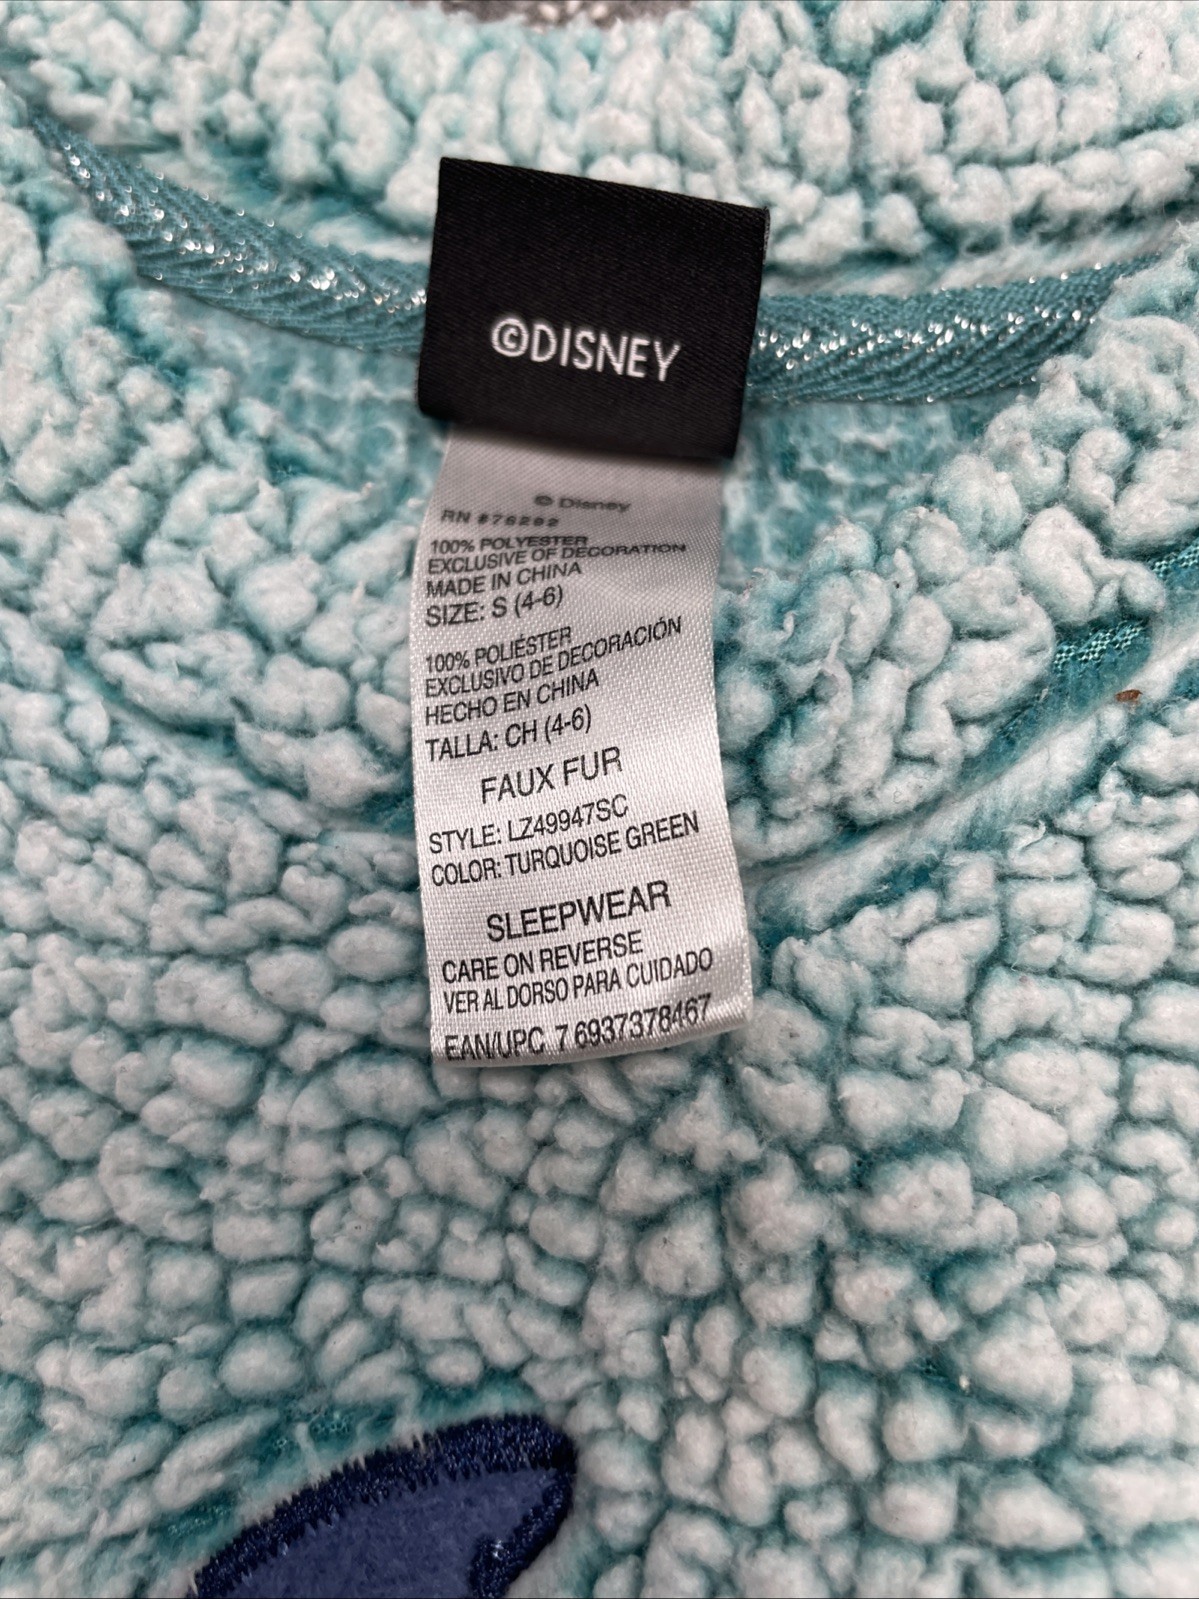 ©DISNEY
© Disney
RN #76292
100% POLYESTER
EXCLUSIVE OF DECORATION
MADE IN CHINA
SIZE: S (4-6)
100% POLIÉSTER
EXCLUSIVO DE DECORACIÓN
HECHO EN CHINA
TALLA: CH (4-6)
FAUX FUR
STYLE: LZ49947SC
COLOR: TURQUOISE GREEN
SLEEPWEAR
CARE ON REVERSE
VER AL DORSO PARA CUIDADO
EAN/UPC 7 6937378467